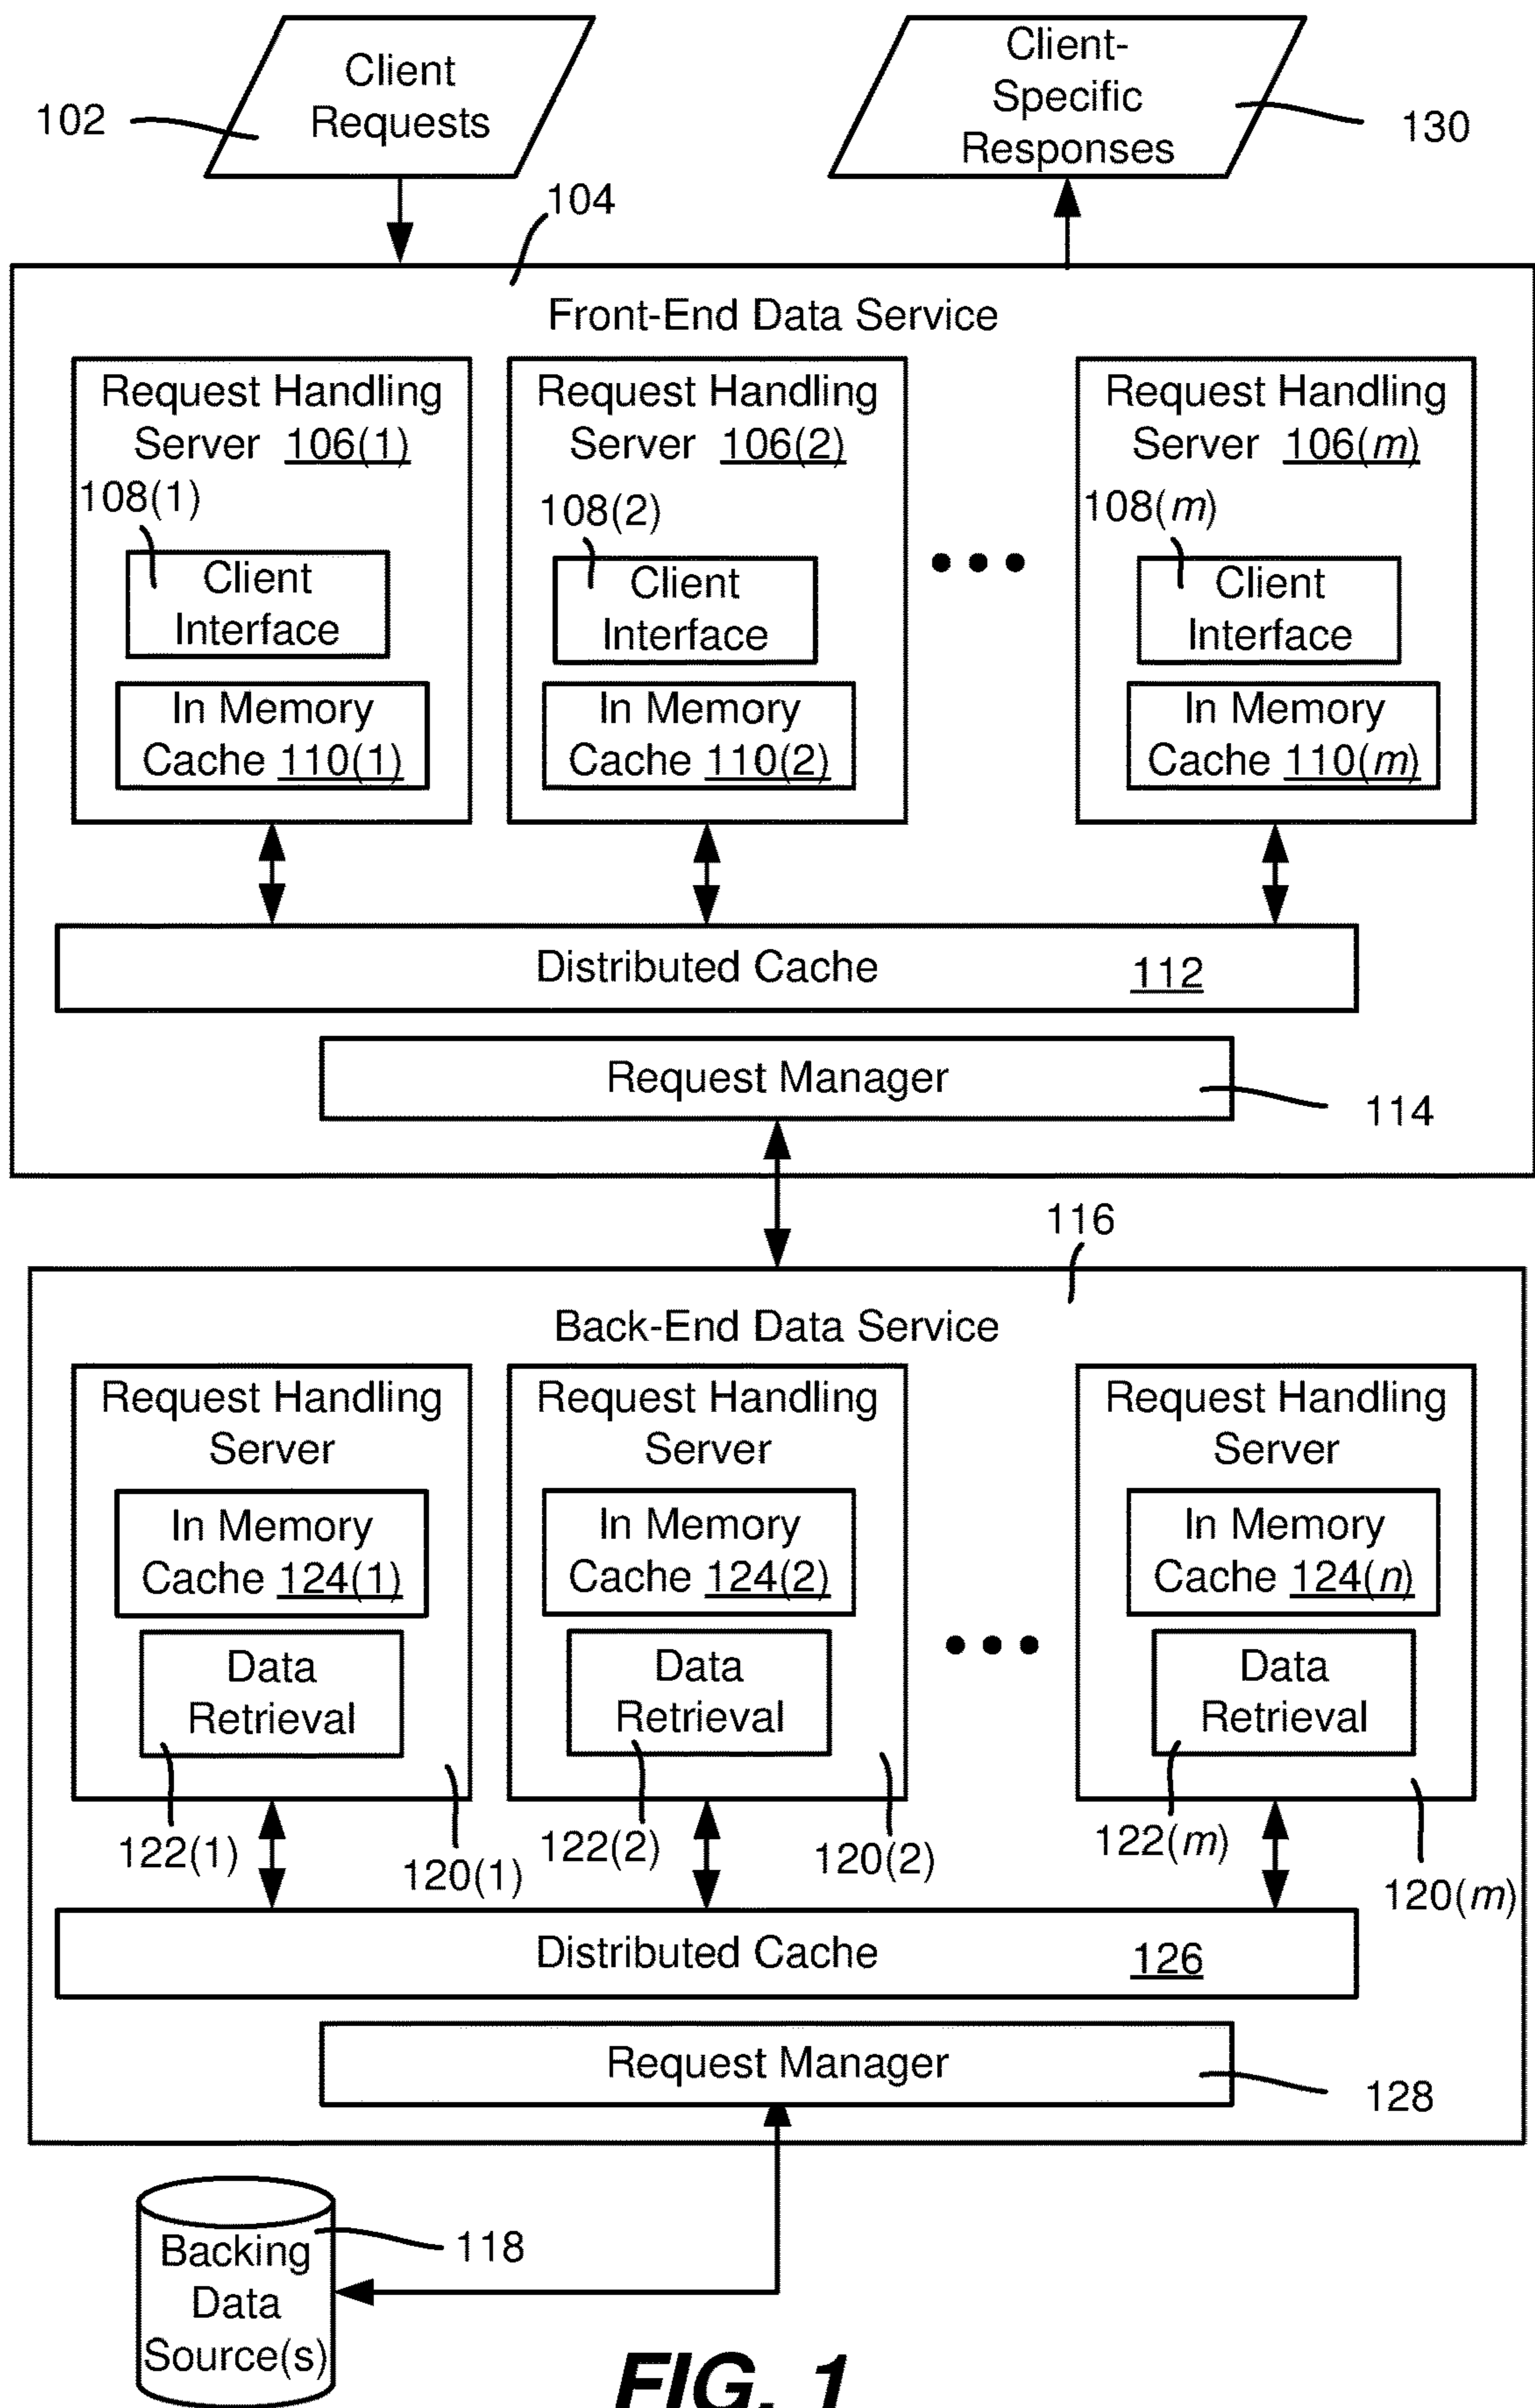 Client
Requests
102
Client-
Specific
Responses
130
104
Front-End Data Service
Request Handling
Server 106(1)
108(1)
Client
Interface
In Memory
Cache 110(1)
Request Handling
Server 106(2)
108(2)
Client
Interface
In Memory
Cache 110(2)
Request Handling
Server 106(m)
108(m)
Client
Interface
In Memory
Cache 110(m)
Distributed Cache 112
Request Manager
114
116
Back-End Data Service
Request Handling
Server
In Memory
Cache 124(1)
Data
Retrieval
122(1)
120(1)
Request Handling
Server
In Memory
Cache 124(2)
Data
Retrieval
122(2)
120(2)
Request Handling
Server
In Memory
Cache 124(n)
Data
Retrieval
122(m)
120(m)
Distributed Cache 126
Request Manager
128
Backing
Data
Source(s)
118
FIG. 1